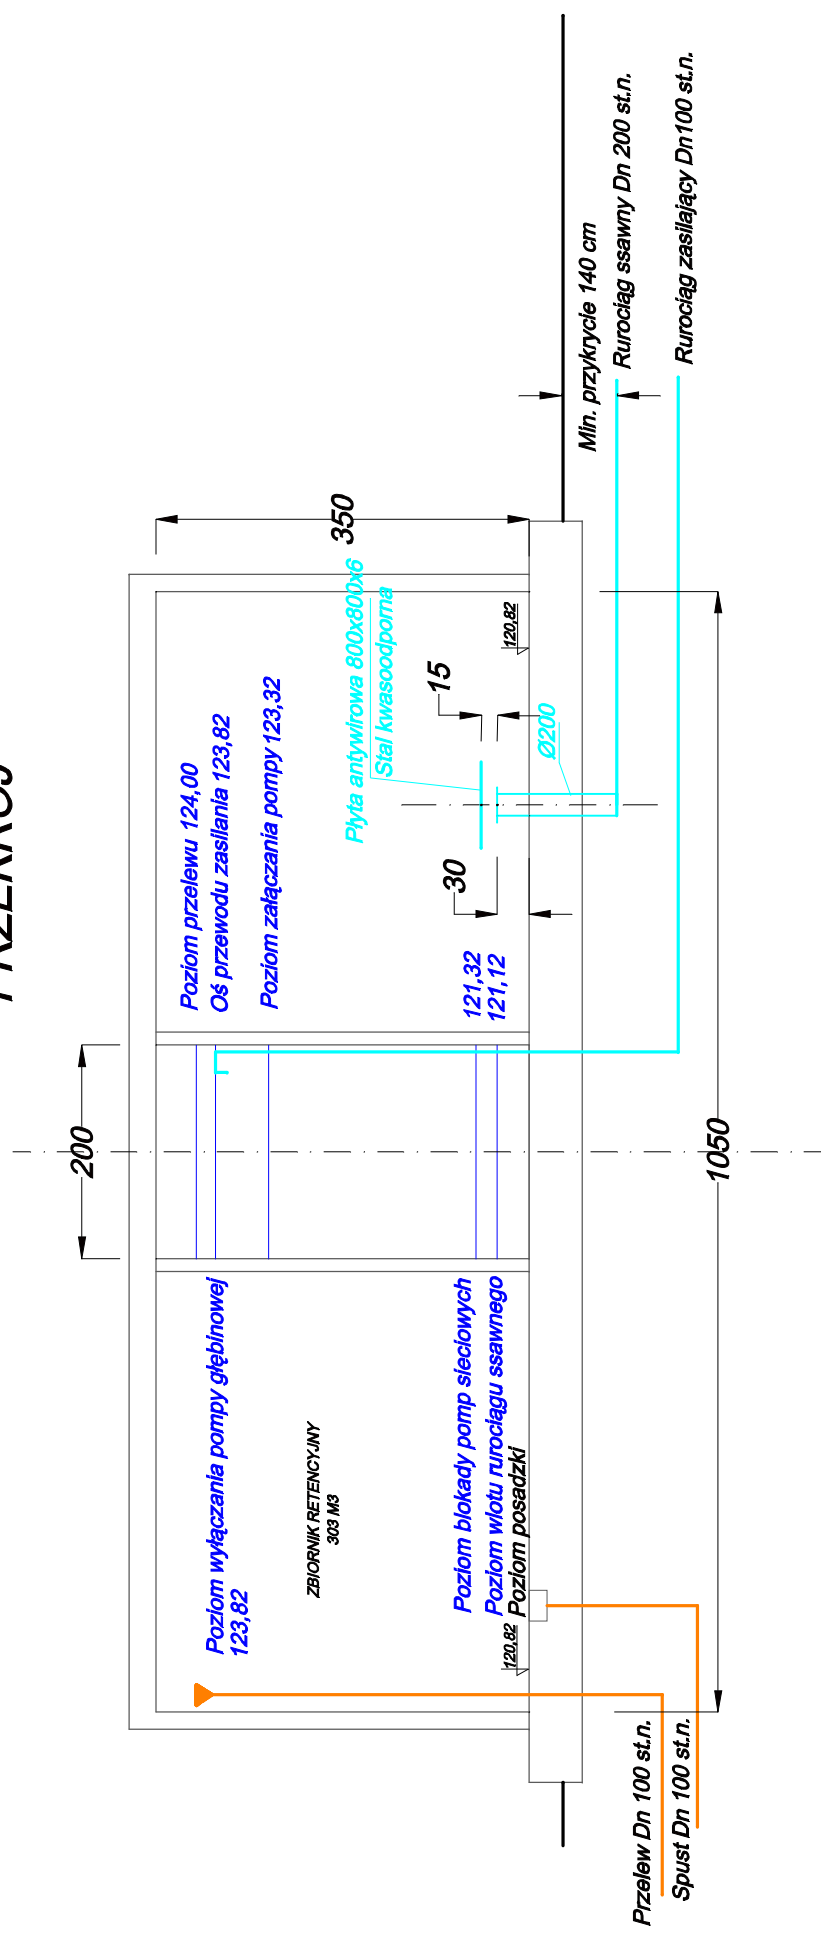 PRZEKRÓJ
200
350
Poziom przelewu 124,00
Oś przewodu zasilania 123,82
Poziom załączania pompy 123,32
Płyta antywirowa 800x800x6
Stal kwasoodporna
15
30
Ø200
120,82
121,32
121,12
Poziom wyłączania pompy głębinowej
123,82
ZBIORNIK RETENCYJNY
303 M3
Poziom blokady pomp sieciowych
Poziom wlotu rurociągu ssawnego
Poziom posadzki
120,82
Min. przykrycie 140 cm
Rurociąg ssawny Dn 200 st.n.
Rurociąg zasilający Dn100 st.n.
1050
Przelew Dn 100 st.n.
Spust Dn 100 st.n.